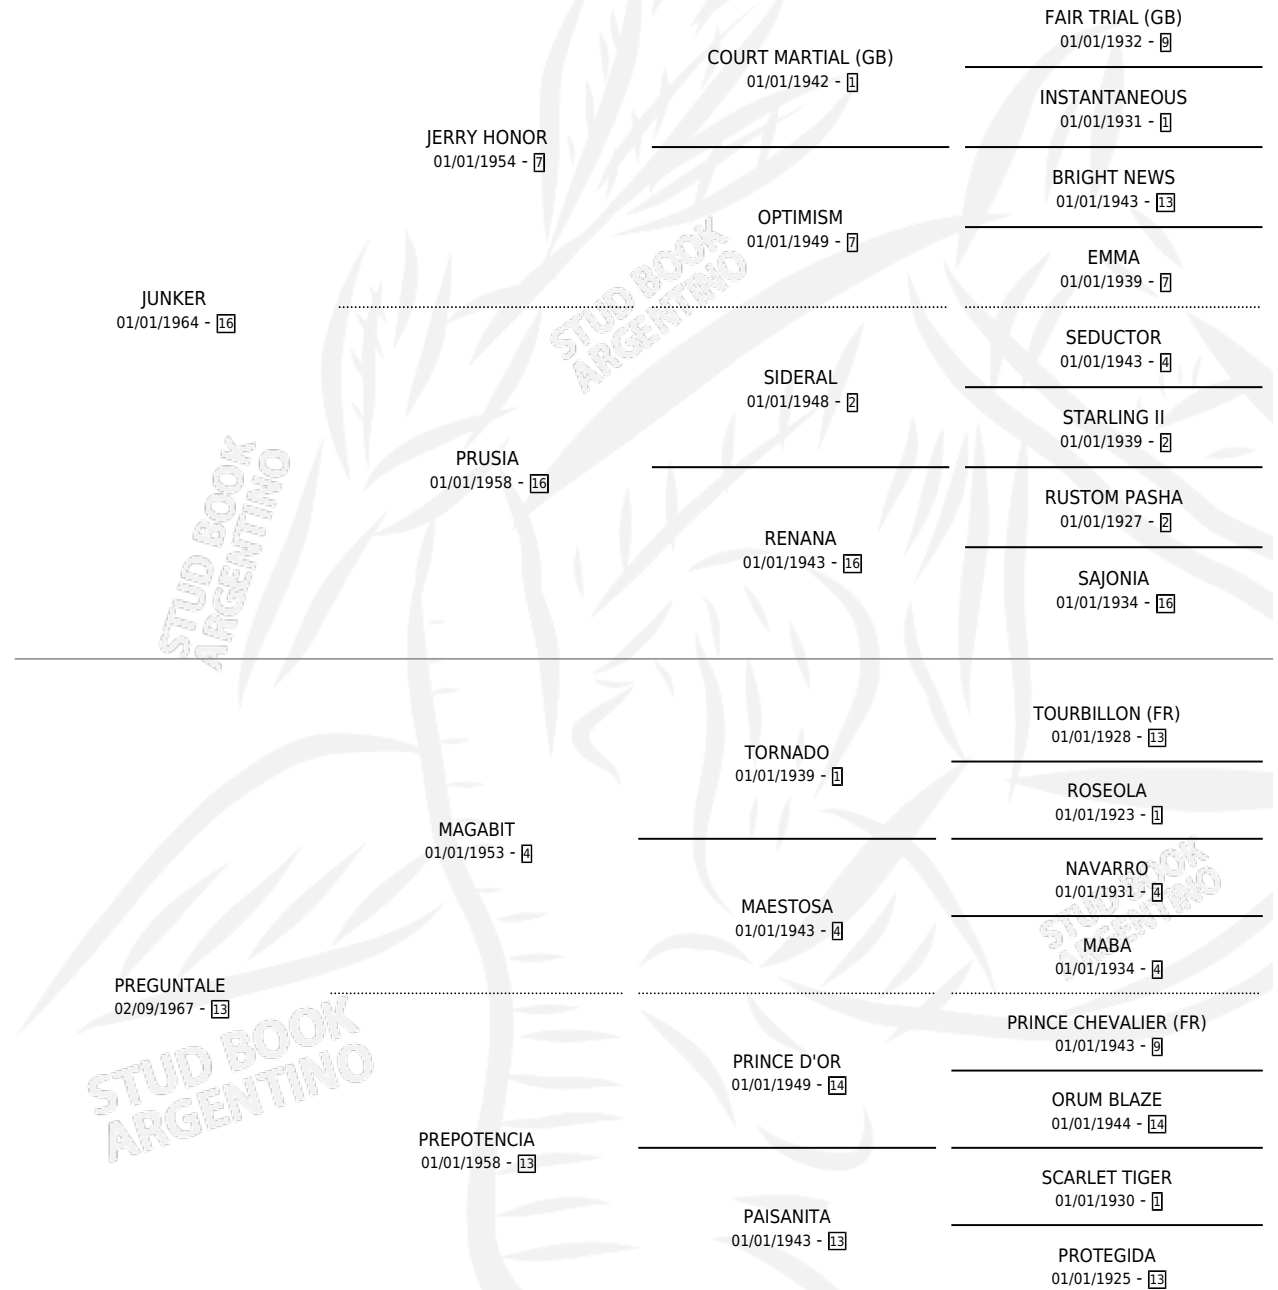 FAIR TRIAL (GB)
01/01/1932 - 9
COURT MARTIAL (GB)
01/01/1942 - 1
INSTANTANEOUS
01/01/1931 - 1
JERRY HONOR
01/01/1954 - 7
BRIGHT NEWS
01/01/1943 - 13
OPTIMISM
01/01/1949 - 7
EMMA
01/01/1939 - 7
JUNKER
01/01/1964 - 16
SEDUCTOR
01/01/1943 - 4
SIDERAL
01/01/1948 - 2
STARLING II
01/01/1939 - 2
PRUSIA
01/01/1958 - 16
RUSTOM PASHA
01/01/1927 - 2
RENANA
01/01/1943 - 16
SAJONIA
01/01/1934 - 16
TOURBILLON (FR)
01/01/1928 - 13
TORNADO
01/01/1939 - 1
ROSEOLA
01/01/1923 - 1
MAGABIT
01/01/1953 - 4
NAVARRO
01/01/1931 - 4
MAESTOSA
01/01/1943 - 4
MABA
01/01/1934 - 4
PREGUNTALE
02/09/1967 - 13
PRINCE CHEVALIER (FR)
01/01/1943 - 9
PRINCE D'OR
01/01/1949 - 14
ORUM BLAZE
01/01/1944 - 14
PREPOTENCIA
01/01/1958 - 13
SCARLET TIGER
01/01/1930 - 1
PAISANITA
01/01/1943 - 13
PROTEGIDA
01/01/1925 - 13
STUD BOOK
ARGENTINO
STUD BOOK
ARGENTINO
STUD BOOK
ARGENTINO
STUD BOOK
ARGENTINO